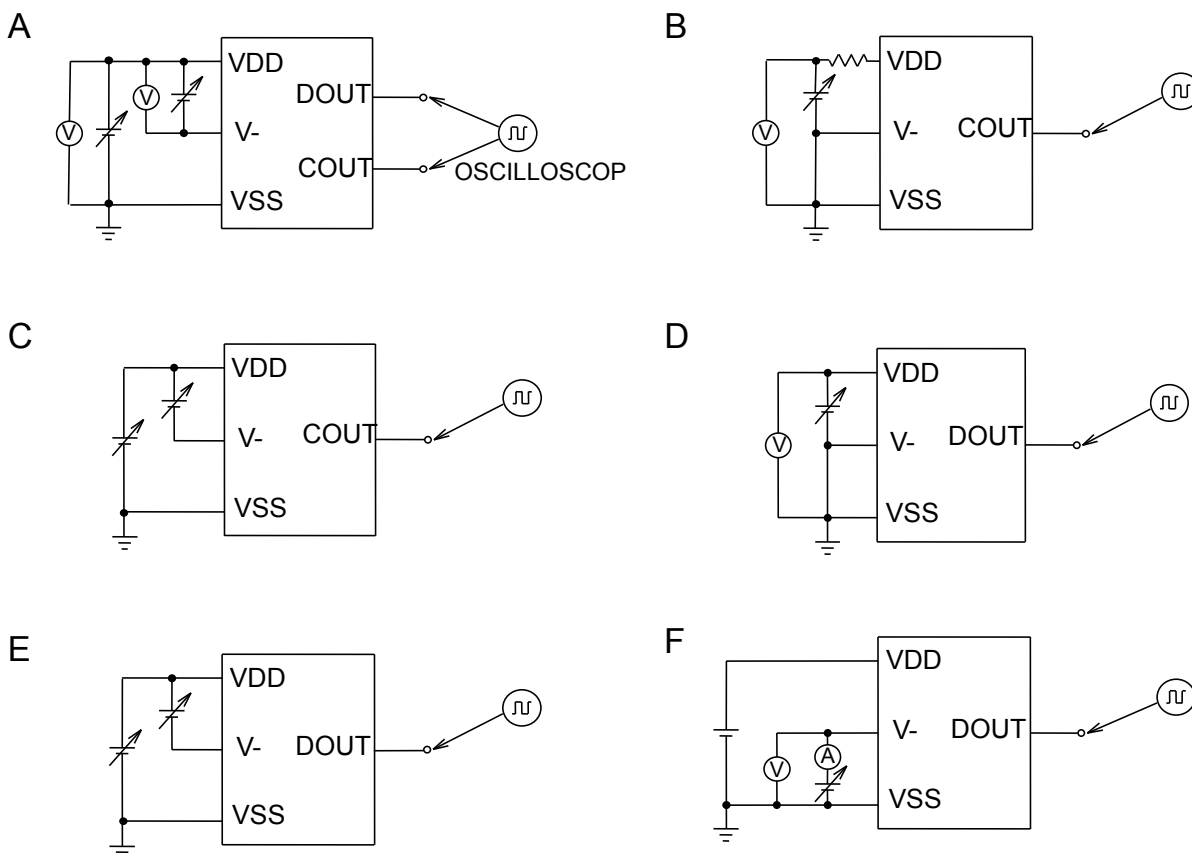 A
VDD
DOUT
V
V
V-
COUT
OSCILLOSCOP
VSS
B
VDD
V
V-
COUT
VSS
C
VDD
V-
COUT
VSS
D
VDD
V
V-
DOUT
VSS
E
VDD
V-
DOUT
VSS
F
VDD
V-
DOUT
V
A
VSS